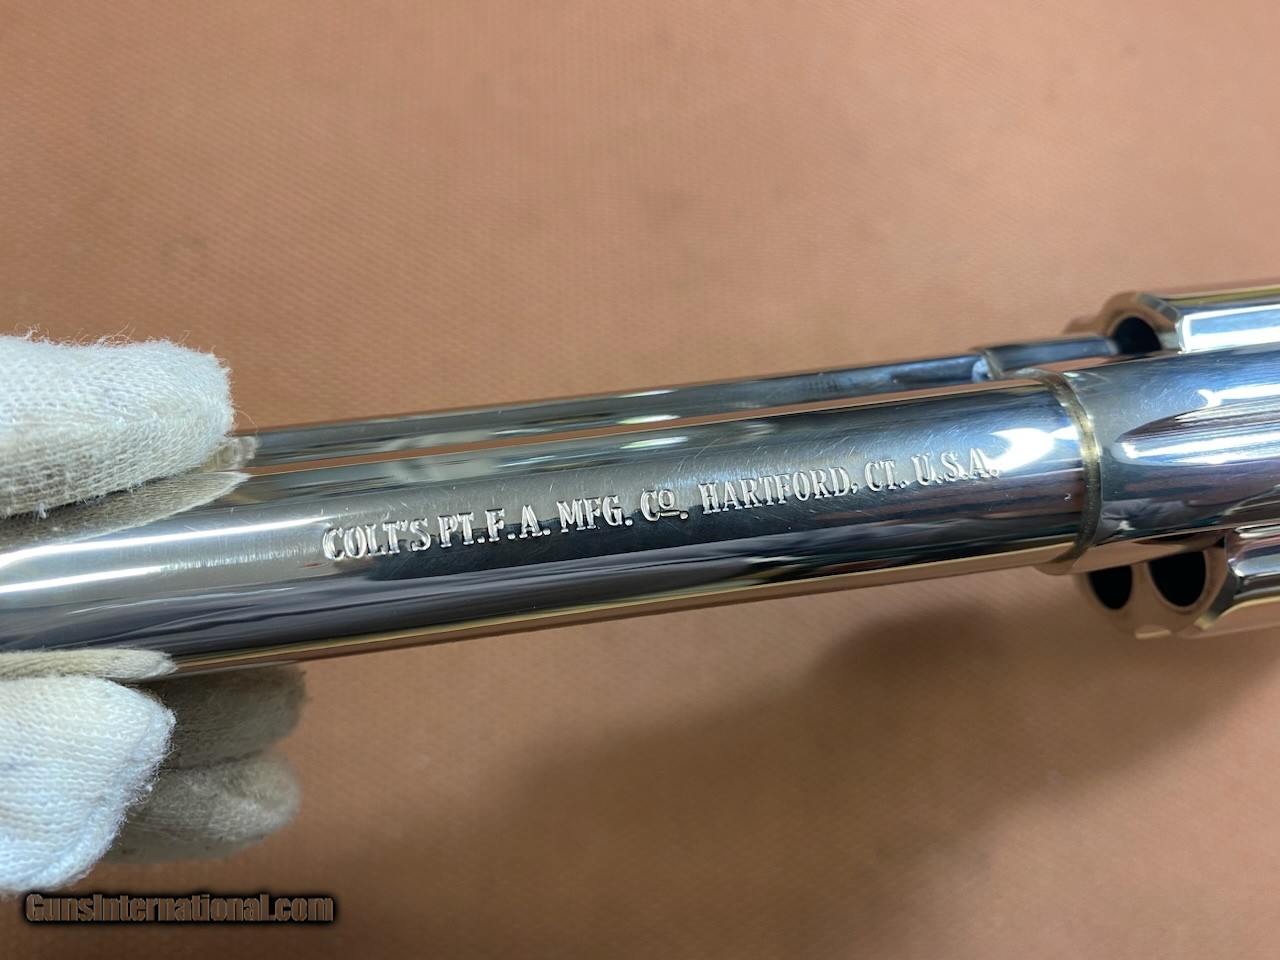 COLT'S PT. F. A. MFG. Co. HARTFORD, CT. U.S.A.
GunsInternational.com